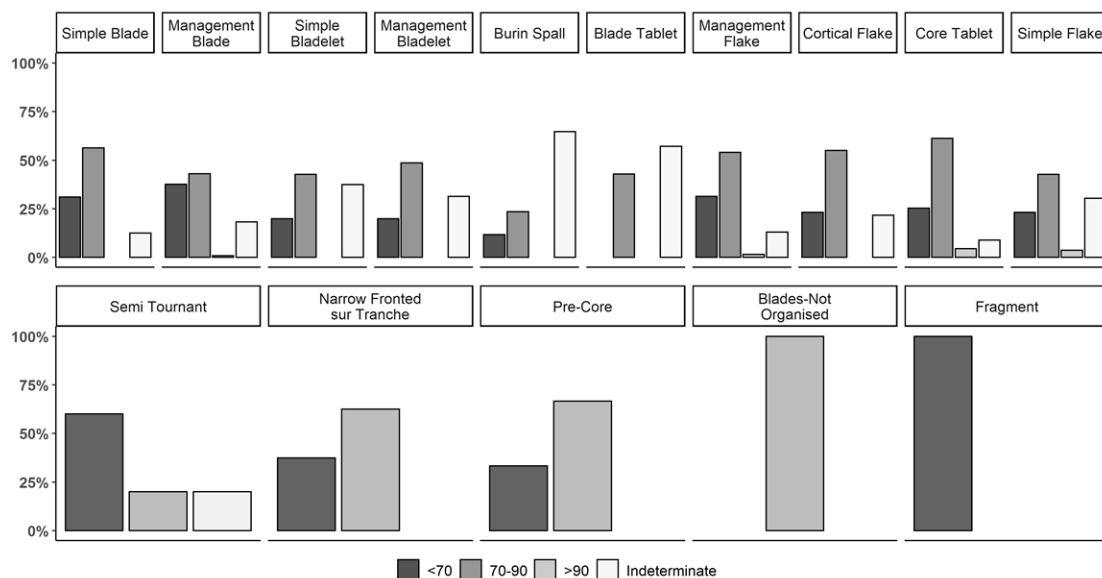 Simple Blade
Management
Blade
Simple
Bladelet
Management
Bladelet
Burin Spall
Blade Tablet
Management
Flake
Cortical Flake
Core Tablet
Simple Flake
100%
75%
50%
25%
0%
Semi Tournant
Narrow Fronted
sur Tranche
Pre-Core
Blades-Not
Organised
Fragment
100%
75%
50%
25%
0%
<70 70-90 >90 Indeterminate